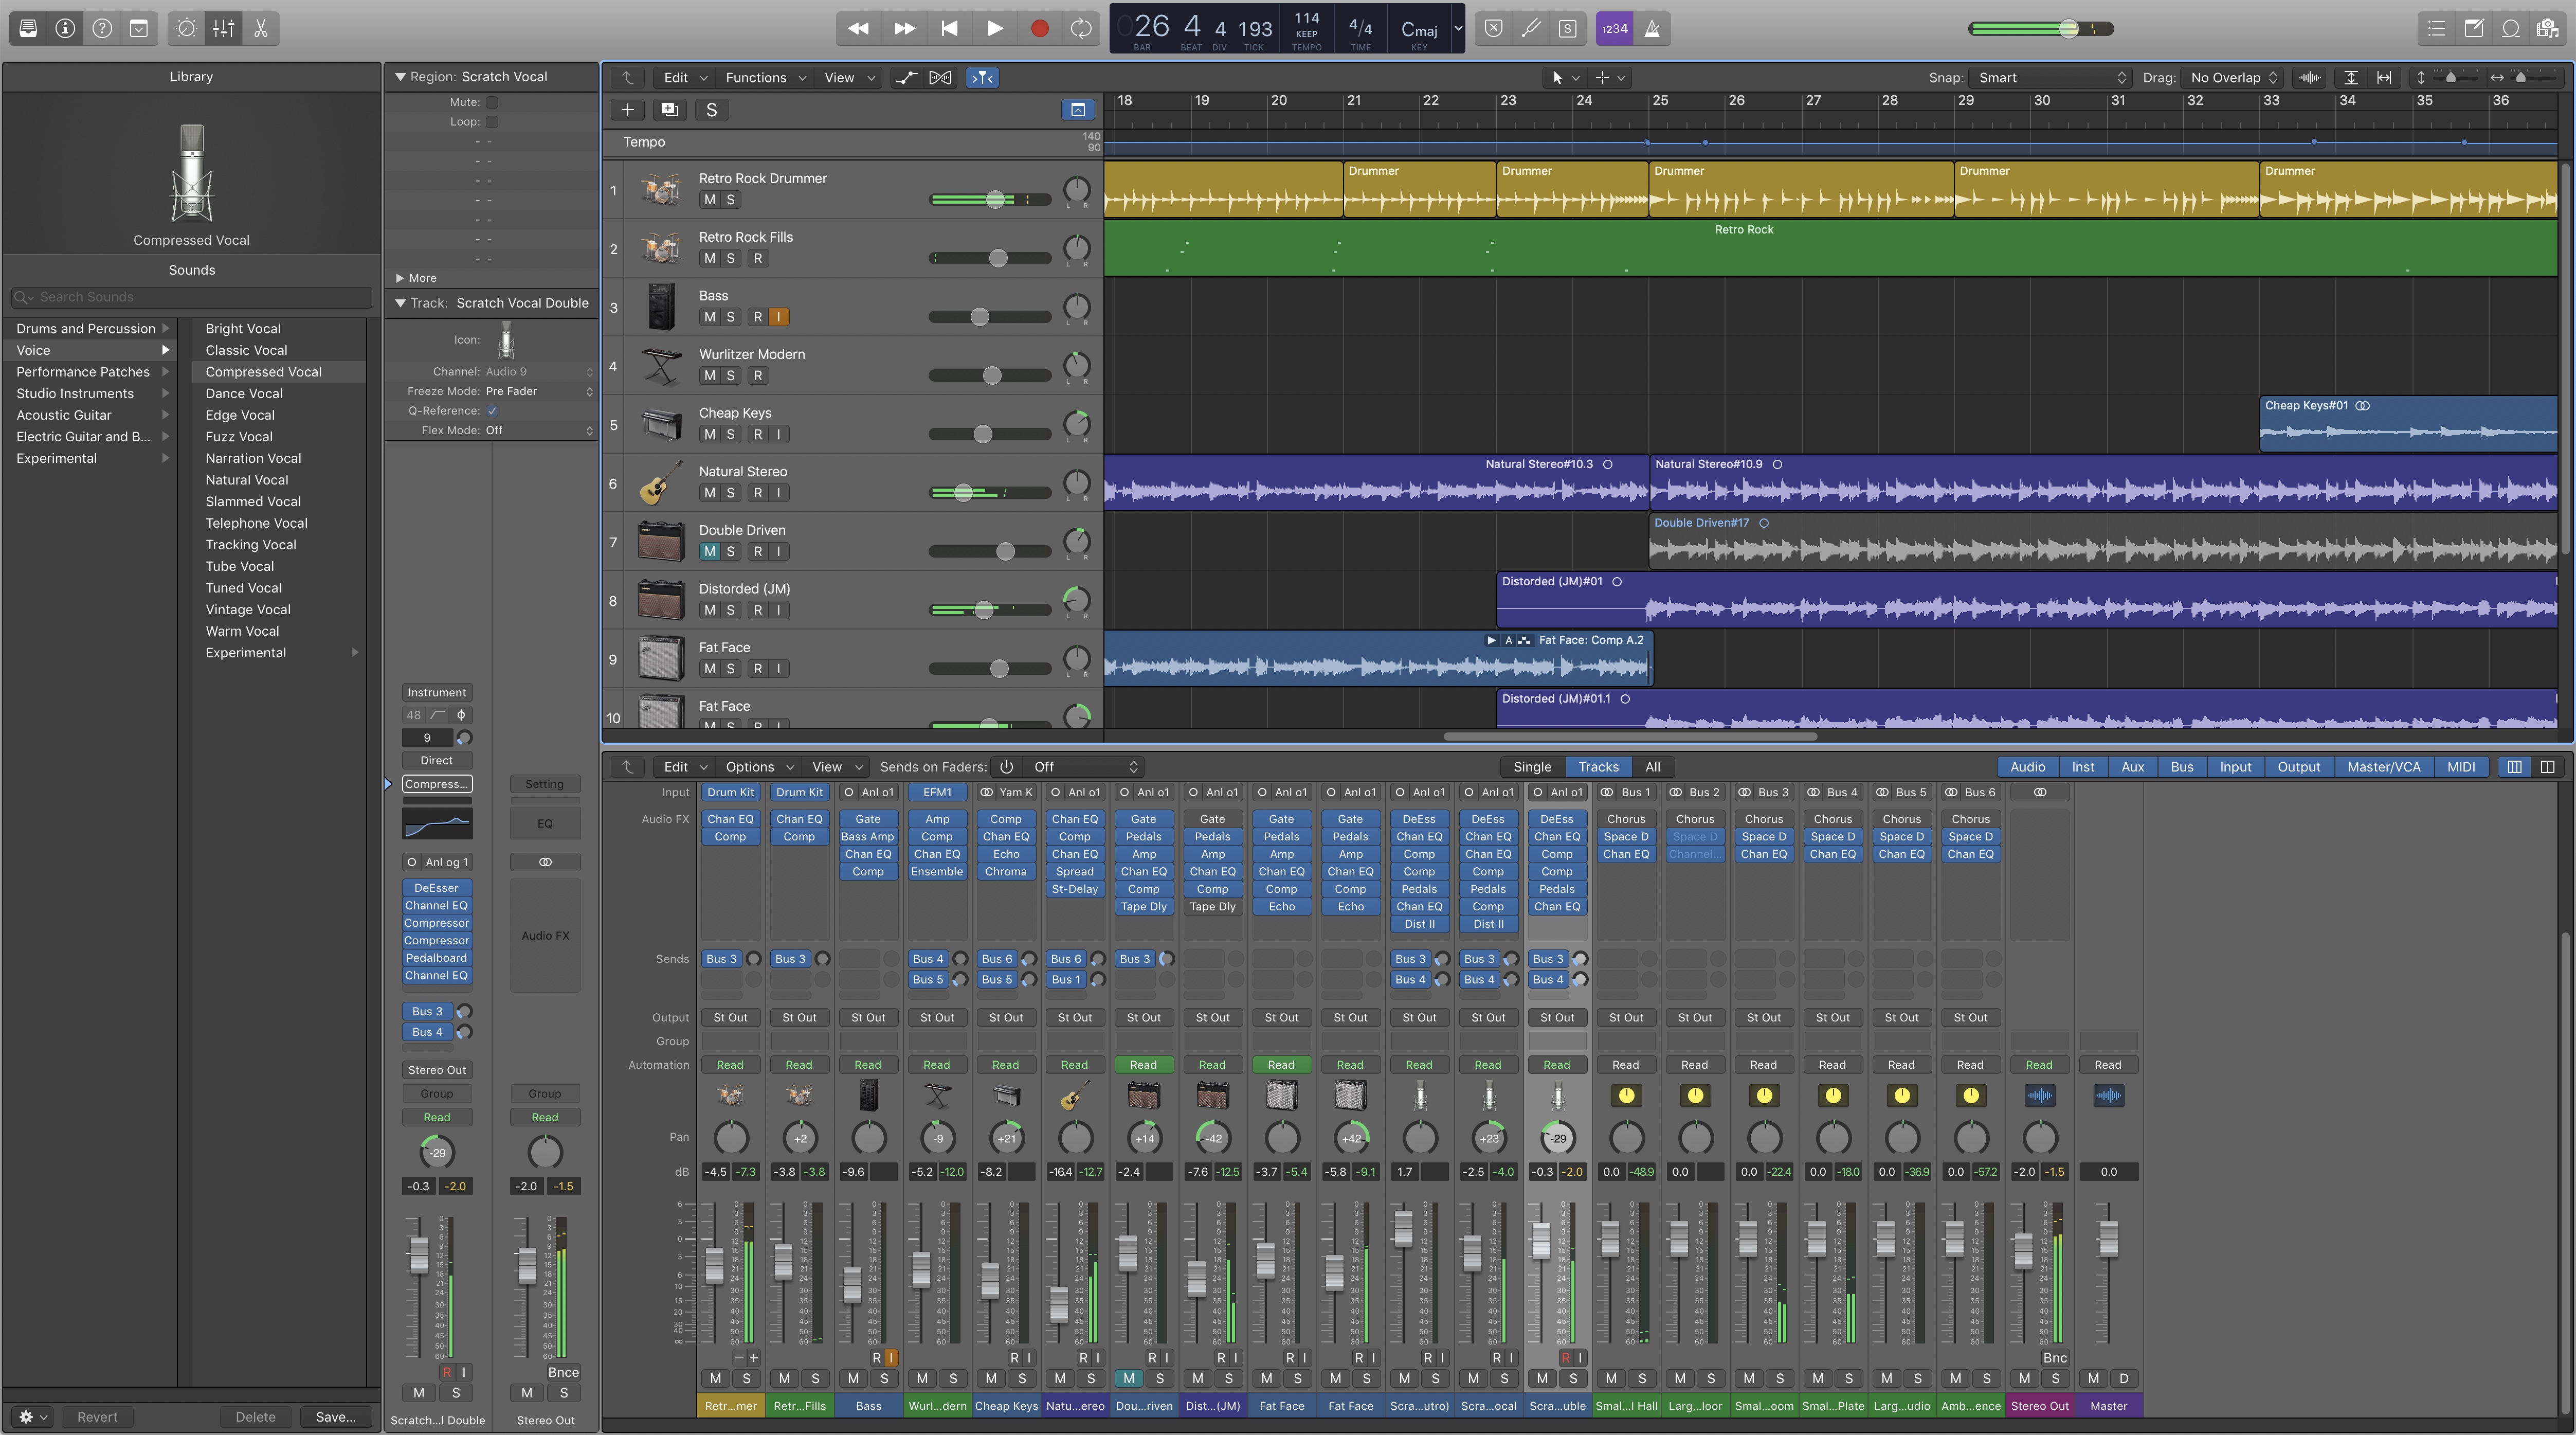 026 4 4 193 114 KEEP 4/4 Cmaj
BAR BEAT DIV TICK TEMPO TIME KEY
S 1234
Library
Compressed Vocal
Sounds
Search Sounds
Drums and Percussion
Voice
Performance Patches
Studio Instruments
Acoustic Guitar
Electric Guitar and B...
Experimental
Bright Vocal
Classic Vocal
Compressed Vocal
Dance Vocal
Edge Vocal
Fuzz Vocal
Narration Vocal
Natural Vocal
Slammed Vocal
Telephone Vocal
Tracking Vocal
Tube Vocal
Tuned Vocal
Vintage Vocal
Warm Vocal
Experimental
Revert Delete Save...
Region: Scratch Vocal
Mute:
Loop:
More
Track: Scratch Vocal Double
Icon:
Channel: Audio 9
Freeze Mode: Pre Fader
Q-Reference:
Flex Mode: Off
Instrument
48
9
Direct
Compress... Setting
EQ
Anl og 1
DeEsser
Channel EQ
Compressor
Compressor
Pedalboard
Channel EQ
Audio FX
Bus 3
Bus 4
Stereo Out
Group Group
Read Read
-29
-0.3 -2.0 -2.0 -1.5
R I Bnce
M S M S
Scratch...l Double Stereo Out
Edit Functions View Snap: Smart Drag: No Overlap
S
18 19 20 21 22 23 24 25 26 27 28 29 30 31 32 33 34 35 36
Tempo 140
90
1 Retro Rock Drummer
M S L R
Drummer Drummer Drummer Drummer Drummer
2 Retro Rock Fills
M S R L R
Retro Rock
3 Bass
M S R I L R
4 Wurlitzer Modern
M S R L R
5 Cheap Keys
M S R I L R
Cheap Keys#01
6 Natural Stereo
M S R I L R
Natural Stereo#10.3 Natural Stereo#10.9
7 Double Driven
M S R I L R
Double Driven#17
8 Distorded (JM)
M S R I L R
Distorded (JM)#01
9 Fat Face
M S R I L R
A Fat Face: Comp A.2
10 Fat Face
M S R I
Distorded (JM)#01.1
Edit Options View Sends on Faders: Off Single Tracks All Audio Inst Aux Bus Input Output Master/VCA MIDI
Input Drum Kit Drum Kit Anl o1 EFM1 Yam K Anl o1 Anl o1 Anl o1 Anl o1 Anl o1 Anl o1 Anl o1 Anl o1 Bus 1 Bus 2 Bus 3 Bus 4 Bus 5 Bus 6
Audio FX Chan EQ Chan EQ Gate Amp Comp Chan EQ Gate Gate Gate Gate DeEss DeEss DeEss Chorus Chorus Chorus Chorus Chorus Chorus
Comp Comp Bass Amp Comp Chan EQ Comp Pedals Pedals Pedals Pedals Chan EQ Chan EQ Chan EQ Space D Space D Space D Space D Space D Space D
Chan EQ Chan EQ Echo Chan EQ Amp Amp Amp Amp Comp Chan EQ Comp Chan EQ Channel... Chan EQ Chan EQ Chan EQ Chan EQ
Comp Ensemble Chroma Spread Chan EQ Chan EQ Chan EQ Chan EQ Comp Comp Comp
St-Delay Comp Comp Comp Comp Pedals Pedals Pedals
Tape Dly Tape Dly Echo Echo Chan EQ Comp Chan EQ
Dist II Dist II
Sends Bus 3 Bus 3 Bus 4 Bus 6 Bus 6 Bus 3 Bus 3 Bus 3 Bus 3
Bus 5 Bus 5 Bus 1 Bus 4 Bus 4 Bus 4
Output St Out St Out St Out St Out St Out St Out St Out St Out St Out St Out St Out St Out St Out St Out St Out St Out St Out St Out St Out
Group
Automation Read Read Read Read Read Read Read Read Read Read Read Read Read Read Read Read Read Read Read Read Read
Pan +2 -9 +21 +14 -42 +42 +23 -29
dB -4.5 -7.3 -3.8 -3.8 -9.6 -5.2 -12.0 -8.2 -16.4 -12.7 -2.4 -7.6 -12.5 -3.7 -5.4 -5.8 -9.1 1.7 -2.5 -4.0 -0.3 -2.0 0.0 -48.9 0.0 0.0 -22.4 0.0 -18.0 0.0 -36.9 0.0 -57.2 -2.0 -1.5 0.0
R I R I R I R I R I R I R I R I R I R I Bnc
M S M S M S M S M S M S M S M S M S M S M S M S M S M S M S M S M S M S M S M S M D
Retr...mer Retr...Fills Bass Wurl...dern Cheap Keys Natu...ereo Dou...riven Dist...(JM) Fat Face Fat Face Scra...utro) Scra...ocal Scra...uble Smal...l Hall Larg...loor Smal...oom Smal...Plate Larg...udio Amb...ence Stereo Out Master